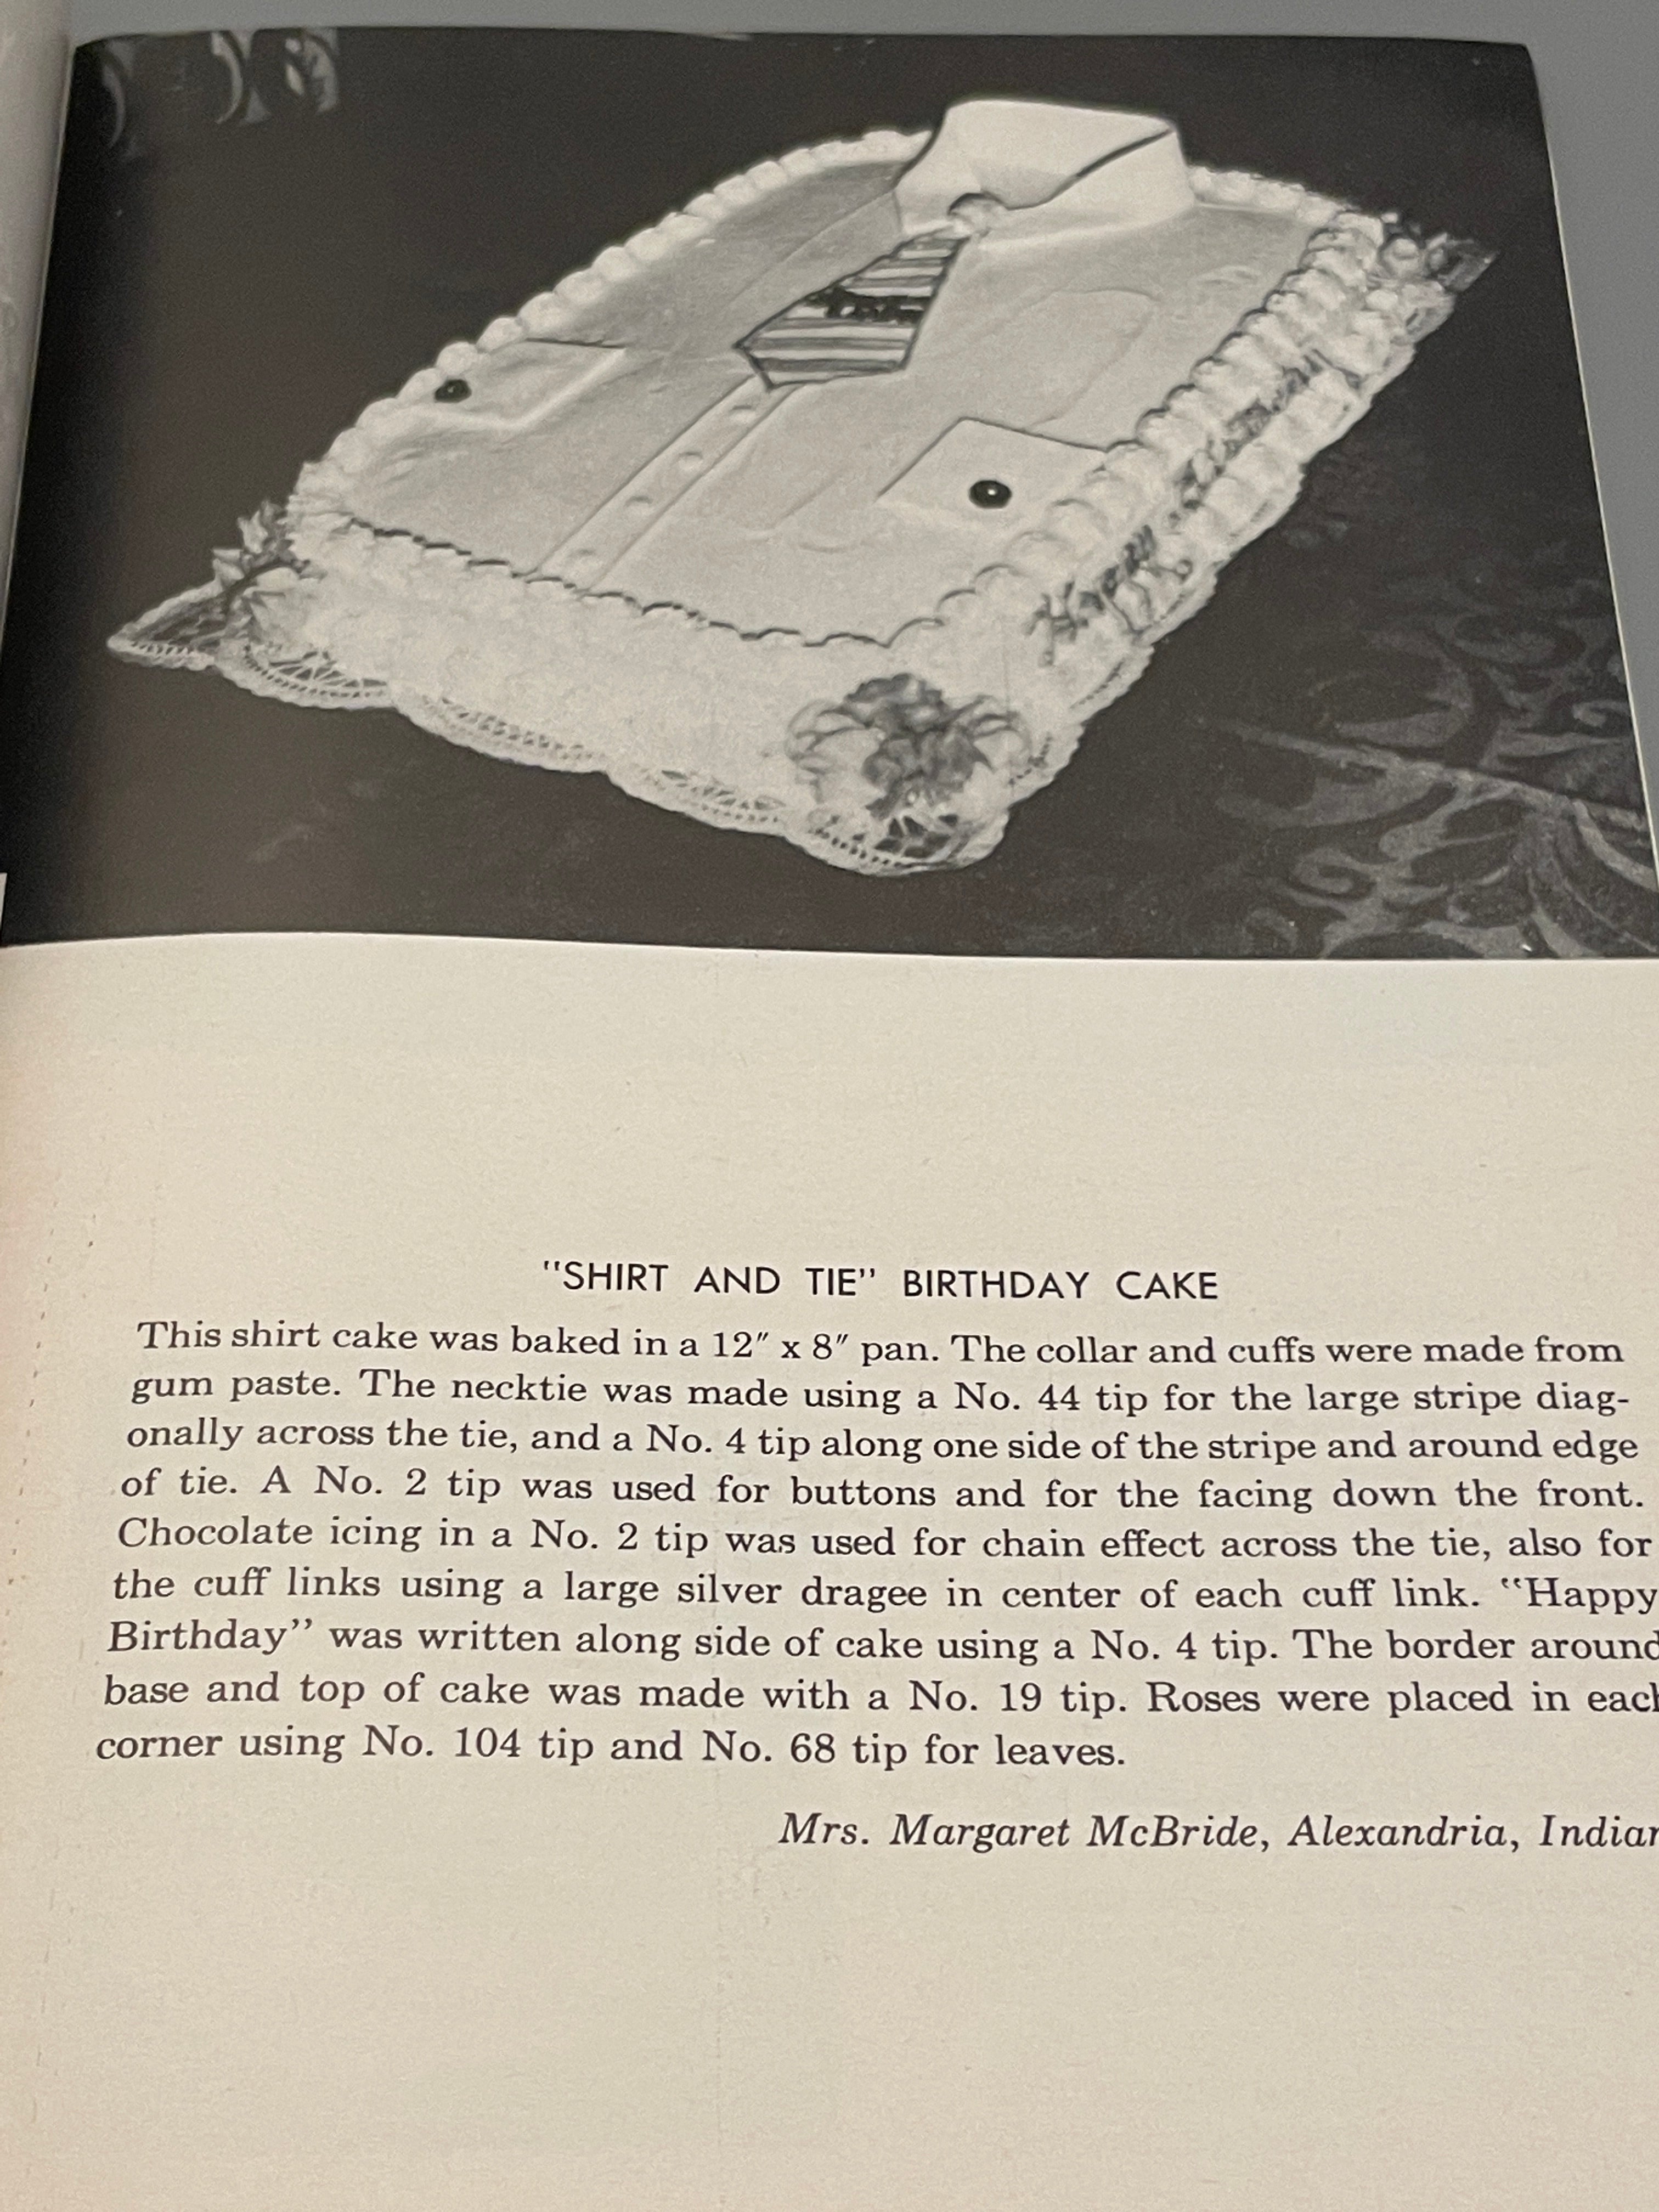 "SHIRT AND TIE" BIRTHDAY CAKE
This shirt cake was baked in a 12″ x 8″ pan. The collar and cuffs were made from
gum paste. The necktie was made using a No. 44 tip for the large stripe diag-
onally across the tie, and a No. 4 tip along one side of the stripe and around edge
of tie. A No. 2 tip was used for buttons and for the facing down the front.
Chocolate icing in a No. 2 tip was used for chain effect across the tie, also for
the cuff links using a large silver dragee in center of each cuff link. "Happy
Birthday" was written along side of cake using a No. 4 tip. The border around
base and top of cake was made with a No. 19 tip. Roses were placed in each
corner using No. 104 tip and No. 68 tip for leaves.
Mrs. Margaret McBride, Alexandria,